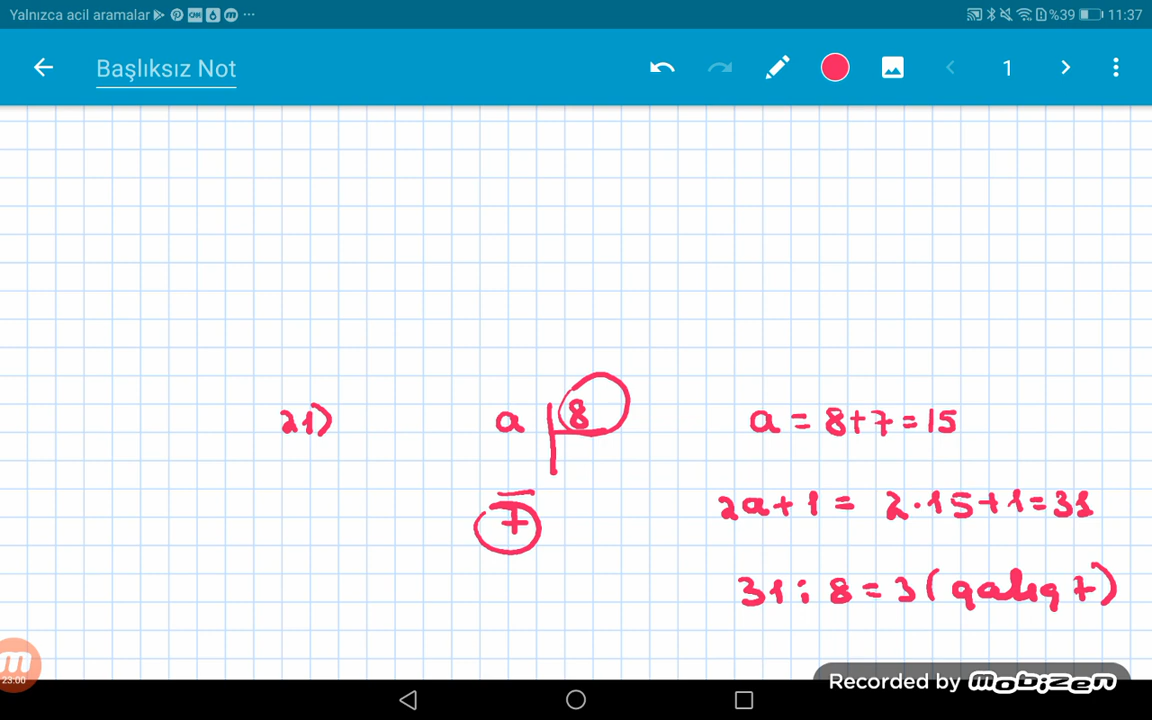 Yalnızca acil aramalar ... %39 11:37
Başlıksız Not 1
21) a 8 a = 8+7=15
7 2a+1= 2·15+1=31
31:8=3(qalıq 7)
23:00 Recorded by mobizen